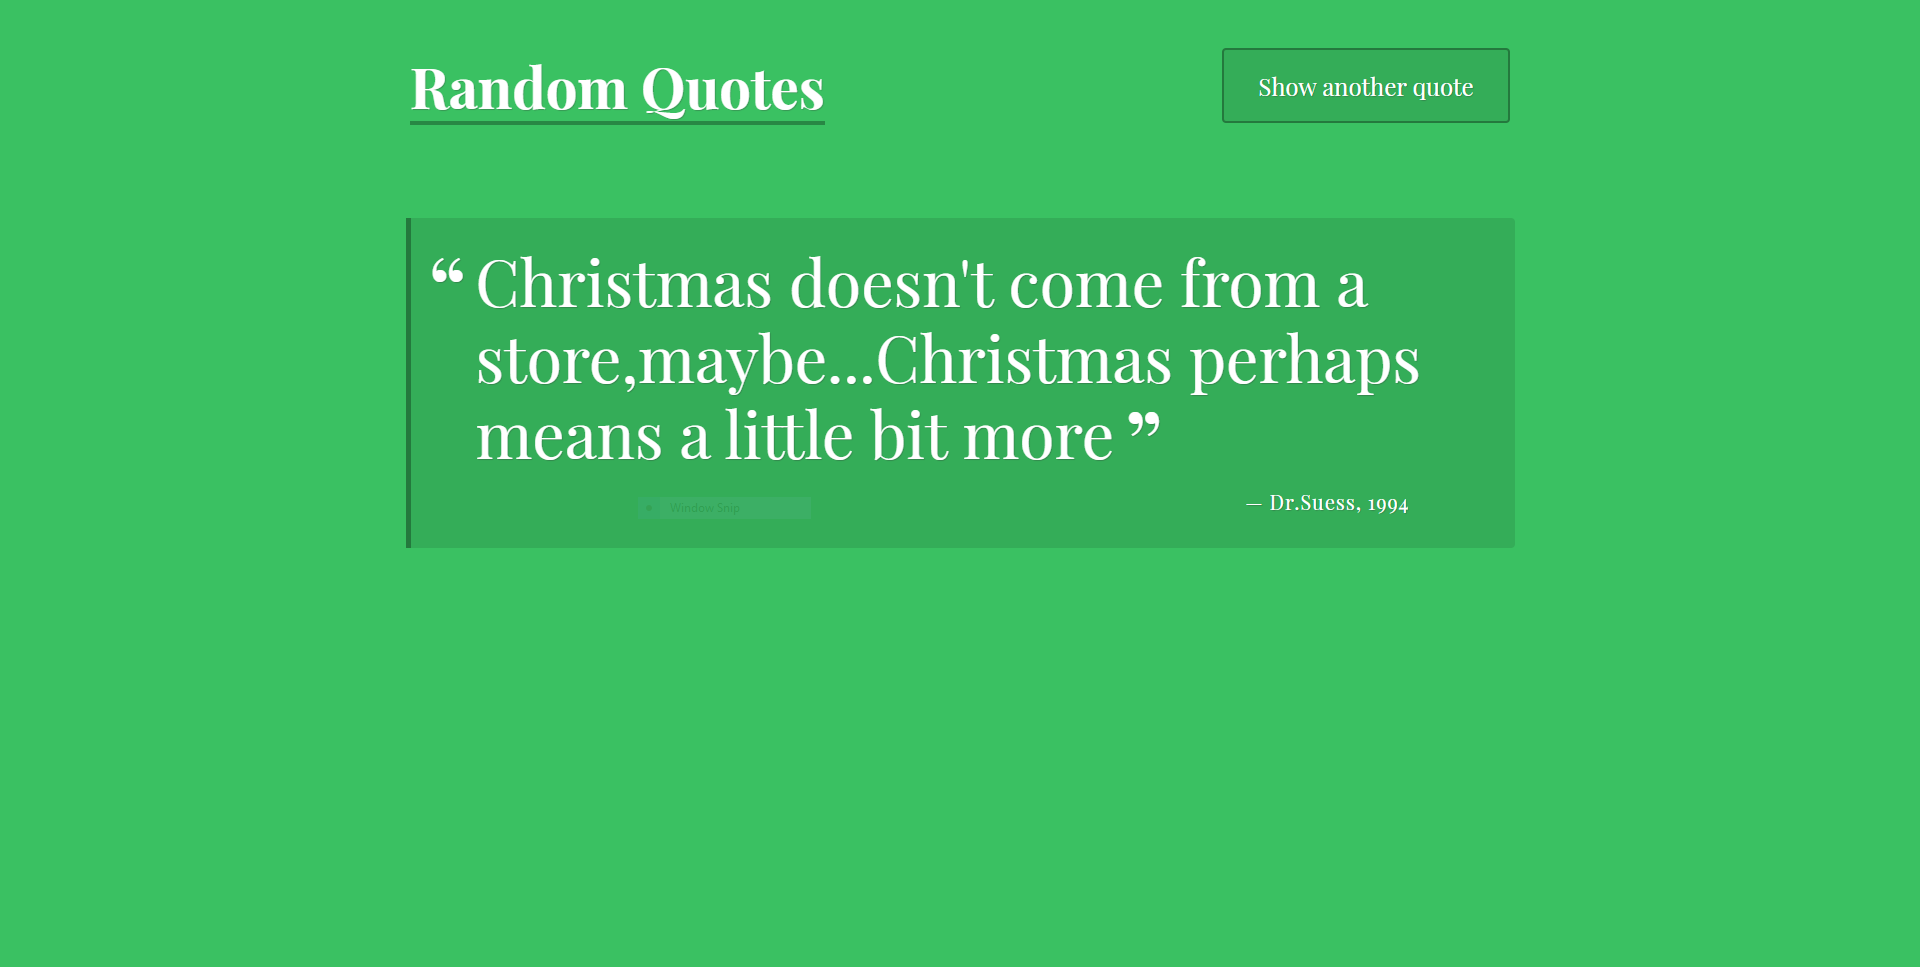 Random Quotes
Show another quote
“ Christmas doesn't come from a
store,maybe...Christmas perhaps
means a little bit more ”
Window Snip
— Dr.Suess, 1994